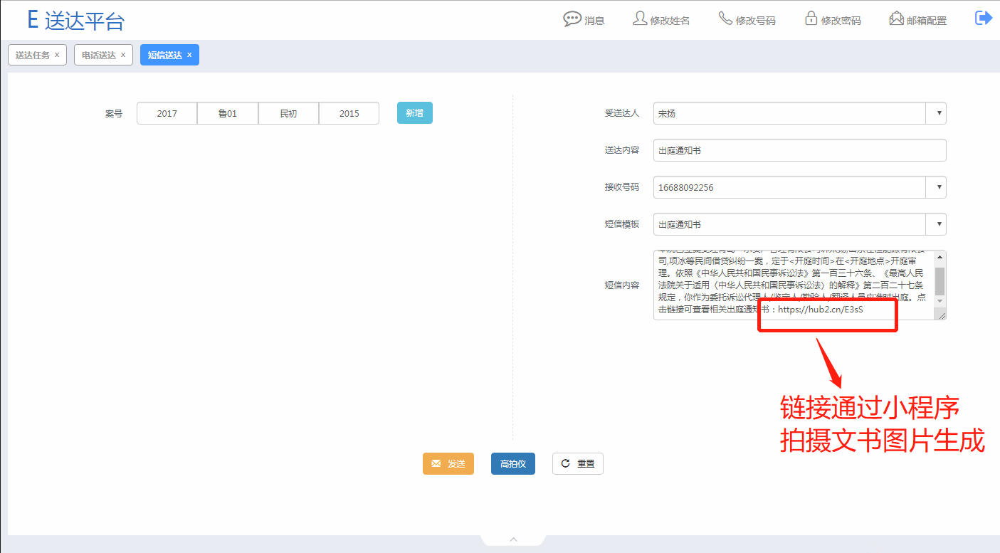 E 送达平台
消息
修改姓名
修改号码
修改密码
邮箱配置
送达任务 x
电话送达 x
短信送达 x
案号
2017
鲁01
民初
2015
新增
受送达人
宋扬
送达内容
出庭通知书
接收号码
16688092256
短信模板
出庭通知书
短信内容
司,项冰等民间借贷纠纷一案，定于<开庭时间>在<开庭地点>开庭审
理。依照《中华人民共和国民事诉讼法》第一百三十六条、《最高人民
法院关于适用〈中华人民共和国民事诉讼法〉的解释》第二百二十七条
规定，你作为委托诉讼代理人/鉴定人/勘验人/翻译人员应准时出庭。点
击链接可查看相关出庭通知书：https://hub2.cn/E3sS
链接通过小程序
拍摄文书图片生成
发送
高拍仪
重置